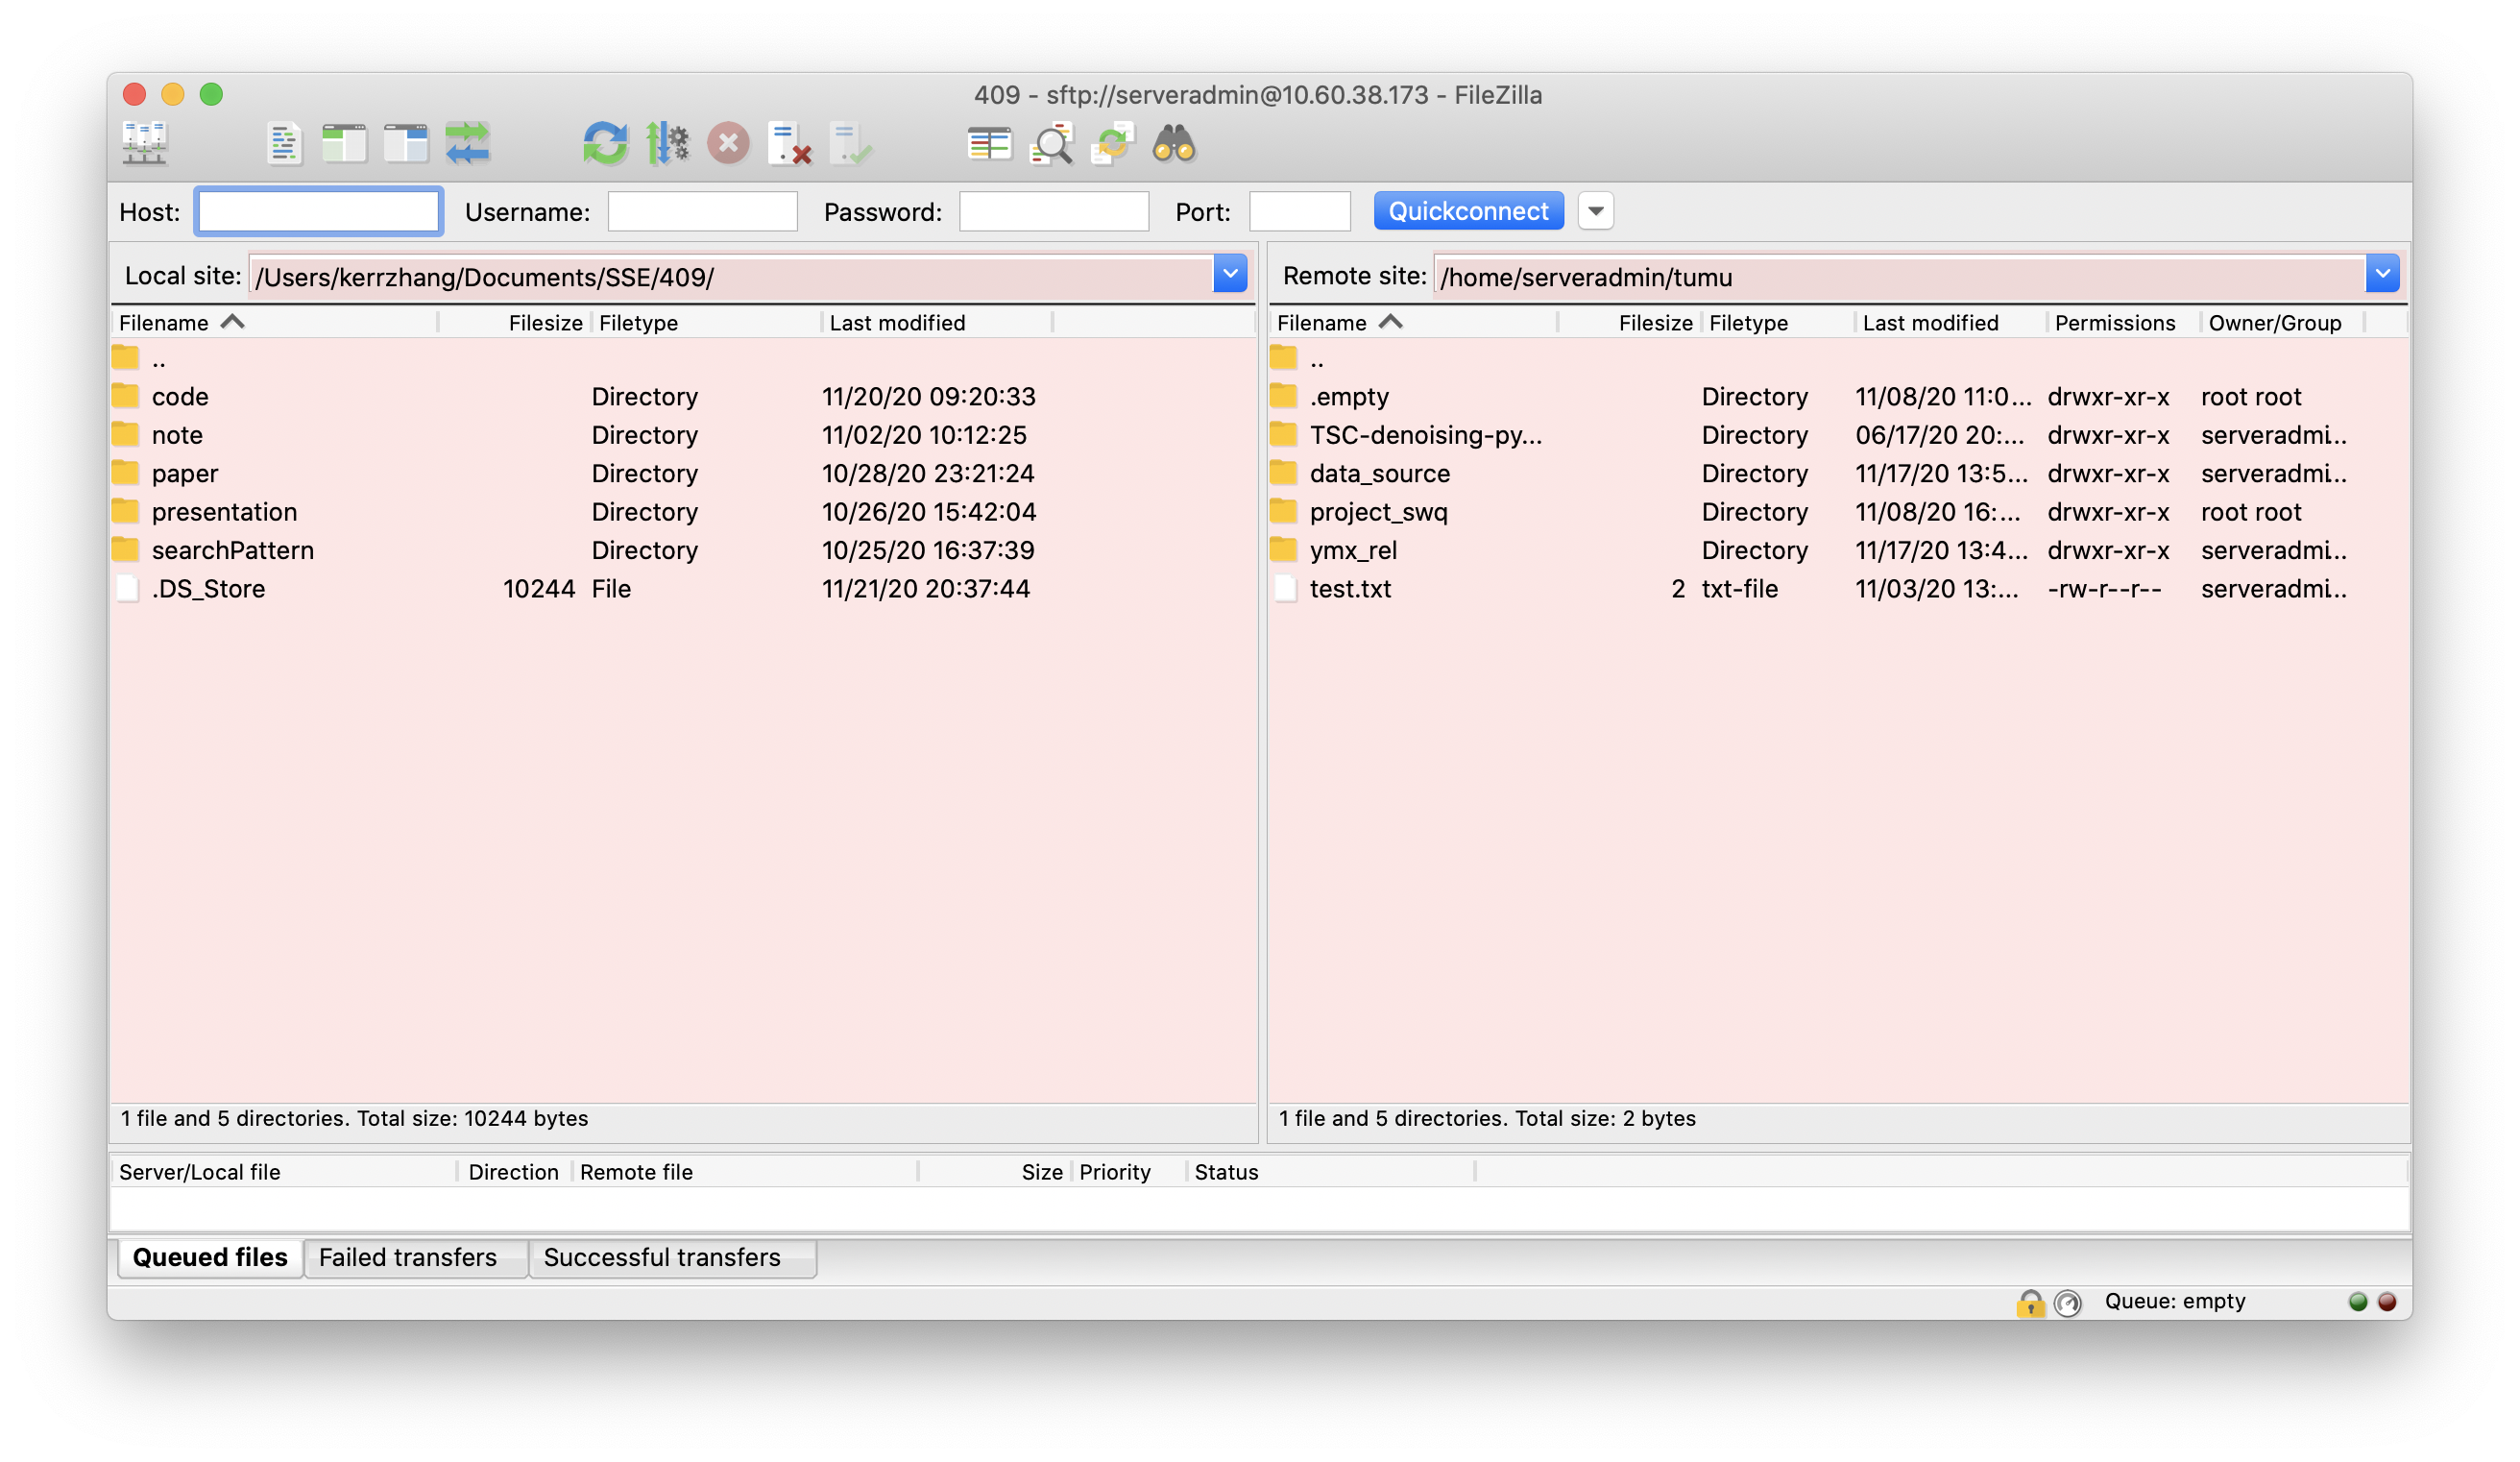 409 - sftp://serveradmin@10.60.38.173 - FileZilla
Host: Username: Password: Port: Quickconnect
Local site: /Users/kerrzhang/Documents/SSE/409/
Filename Filesize Filetype Last modified
..
code Directory 11/20/20 09:20:33
note Directory 11/02/20 10:12:25
paper Directory 10/28/20 23:21:24
presentation Directory 10/26/20 15:42:04
searchPattern Directory 10/25/20 16:37:39
.DS_Store 10244 File 11/21/20 20:37:44
1 file and 5 directories. Total size: 10244 bytes
Remote site: /home/serveradmin/tumu
Filename Filesize Filetype Last modified Permissions Owner/Group
..
.empty Directory 11/08/20 11:0... drwxr-xr-x root root
TSC-denoising-py... Directory 06/17/20 20:... drwxr-xr-x serveradmi...
data_source Directory 11/17/20 13:5... drwxr-xr-x serveradmi...
project_swq Directory 11/08/20 16:... drwxr-xr-x root root
ymx_rel Directory 11/17/20 13:4... drwxr-xr-x serveradmi...
test.txt 2 txt-file 11/03/20 13:... -rw-r--r-- serveradmi...
1 file and 5 directories. Total size: 2 bytes
Server/Local file Direction Remote file Size Priority Status
Queued files Failed transfers Successful transfers
Queue: empty